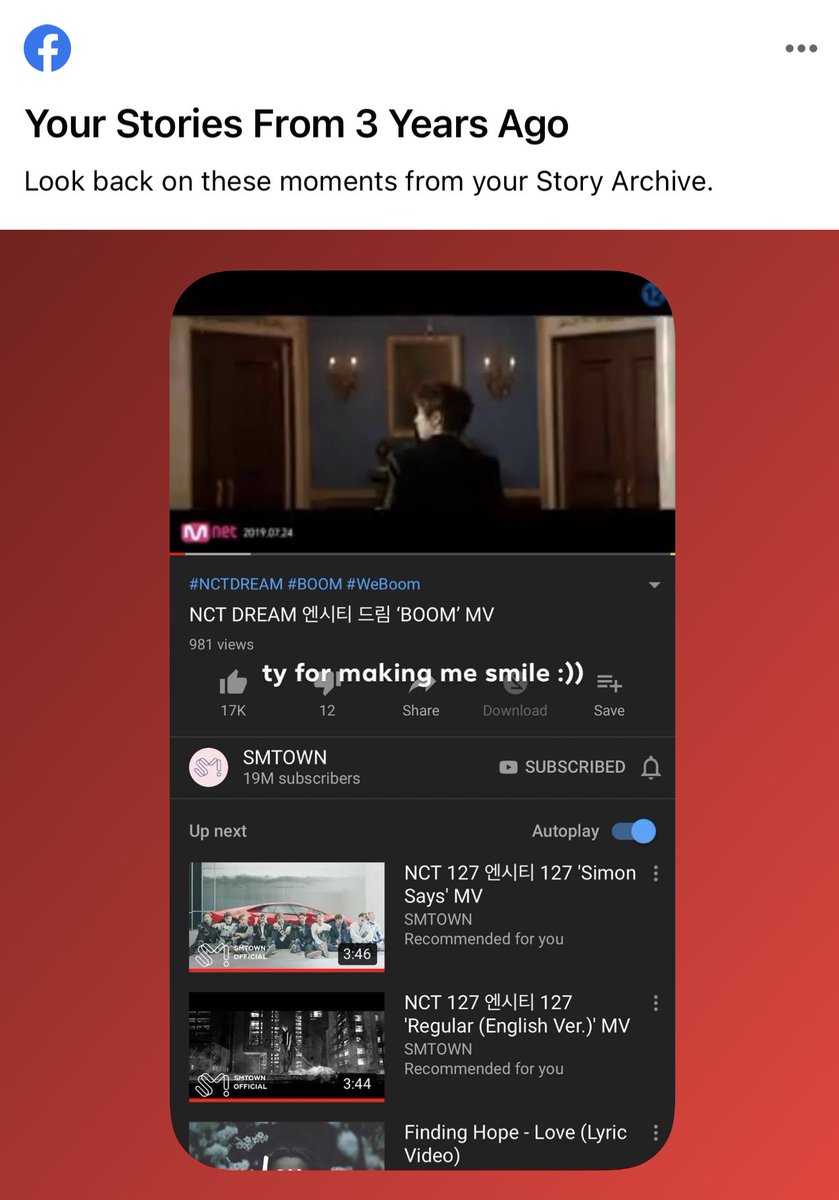 Your Stories From 3 Years Ago
Look back on these moments from your Story Archive.
Mnet 2019.07.24
#NCTDREAM #BOOM #WeBoom
NCT DREAM 엔시티 드림 ‘BOOM’ MV
981 views
ty for making me smile :))
17K 12 Share Download Save
SMTOWN
19M subscribers
SUBSCRIBED
Up next Autoplay
NCT 127 엔시티 127 'Simon
Says' MV
SMTOWN
Recommended for you
SMTOWN
OFFICIAL
3:46
NCT 127 엔시티 127
'Regular (English Ver.)' MV
SMTOWN
Recommended for you
SMTOWN
OFFICIAL
3:44
Finding Hope - Love (Lyric
Video)